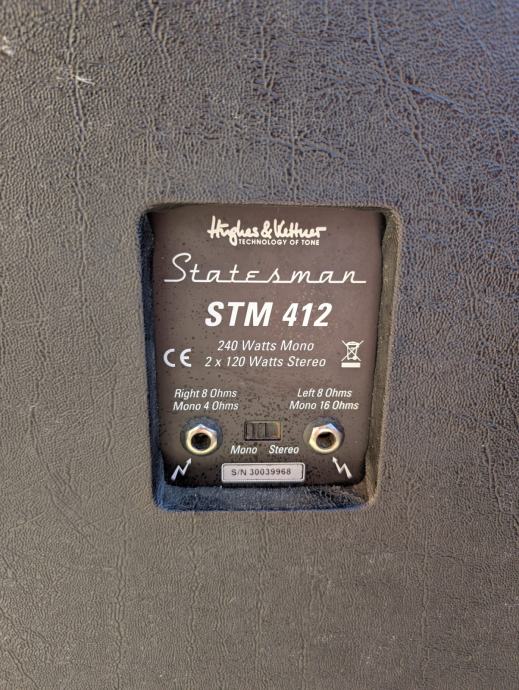 Hughes & Kettner
TECHNOLOGY OF TONE
Statesman
STM 412
240 Watts Mono
CE 2 x 120 Watts Stereo
Right 8 Ohms Left 8 Ohms
Mono 4 Ohms Mono 16 Ohms
Mono Stereo
S/N 30039968